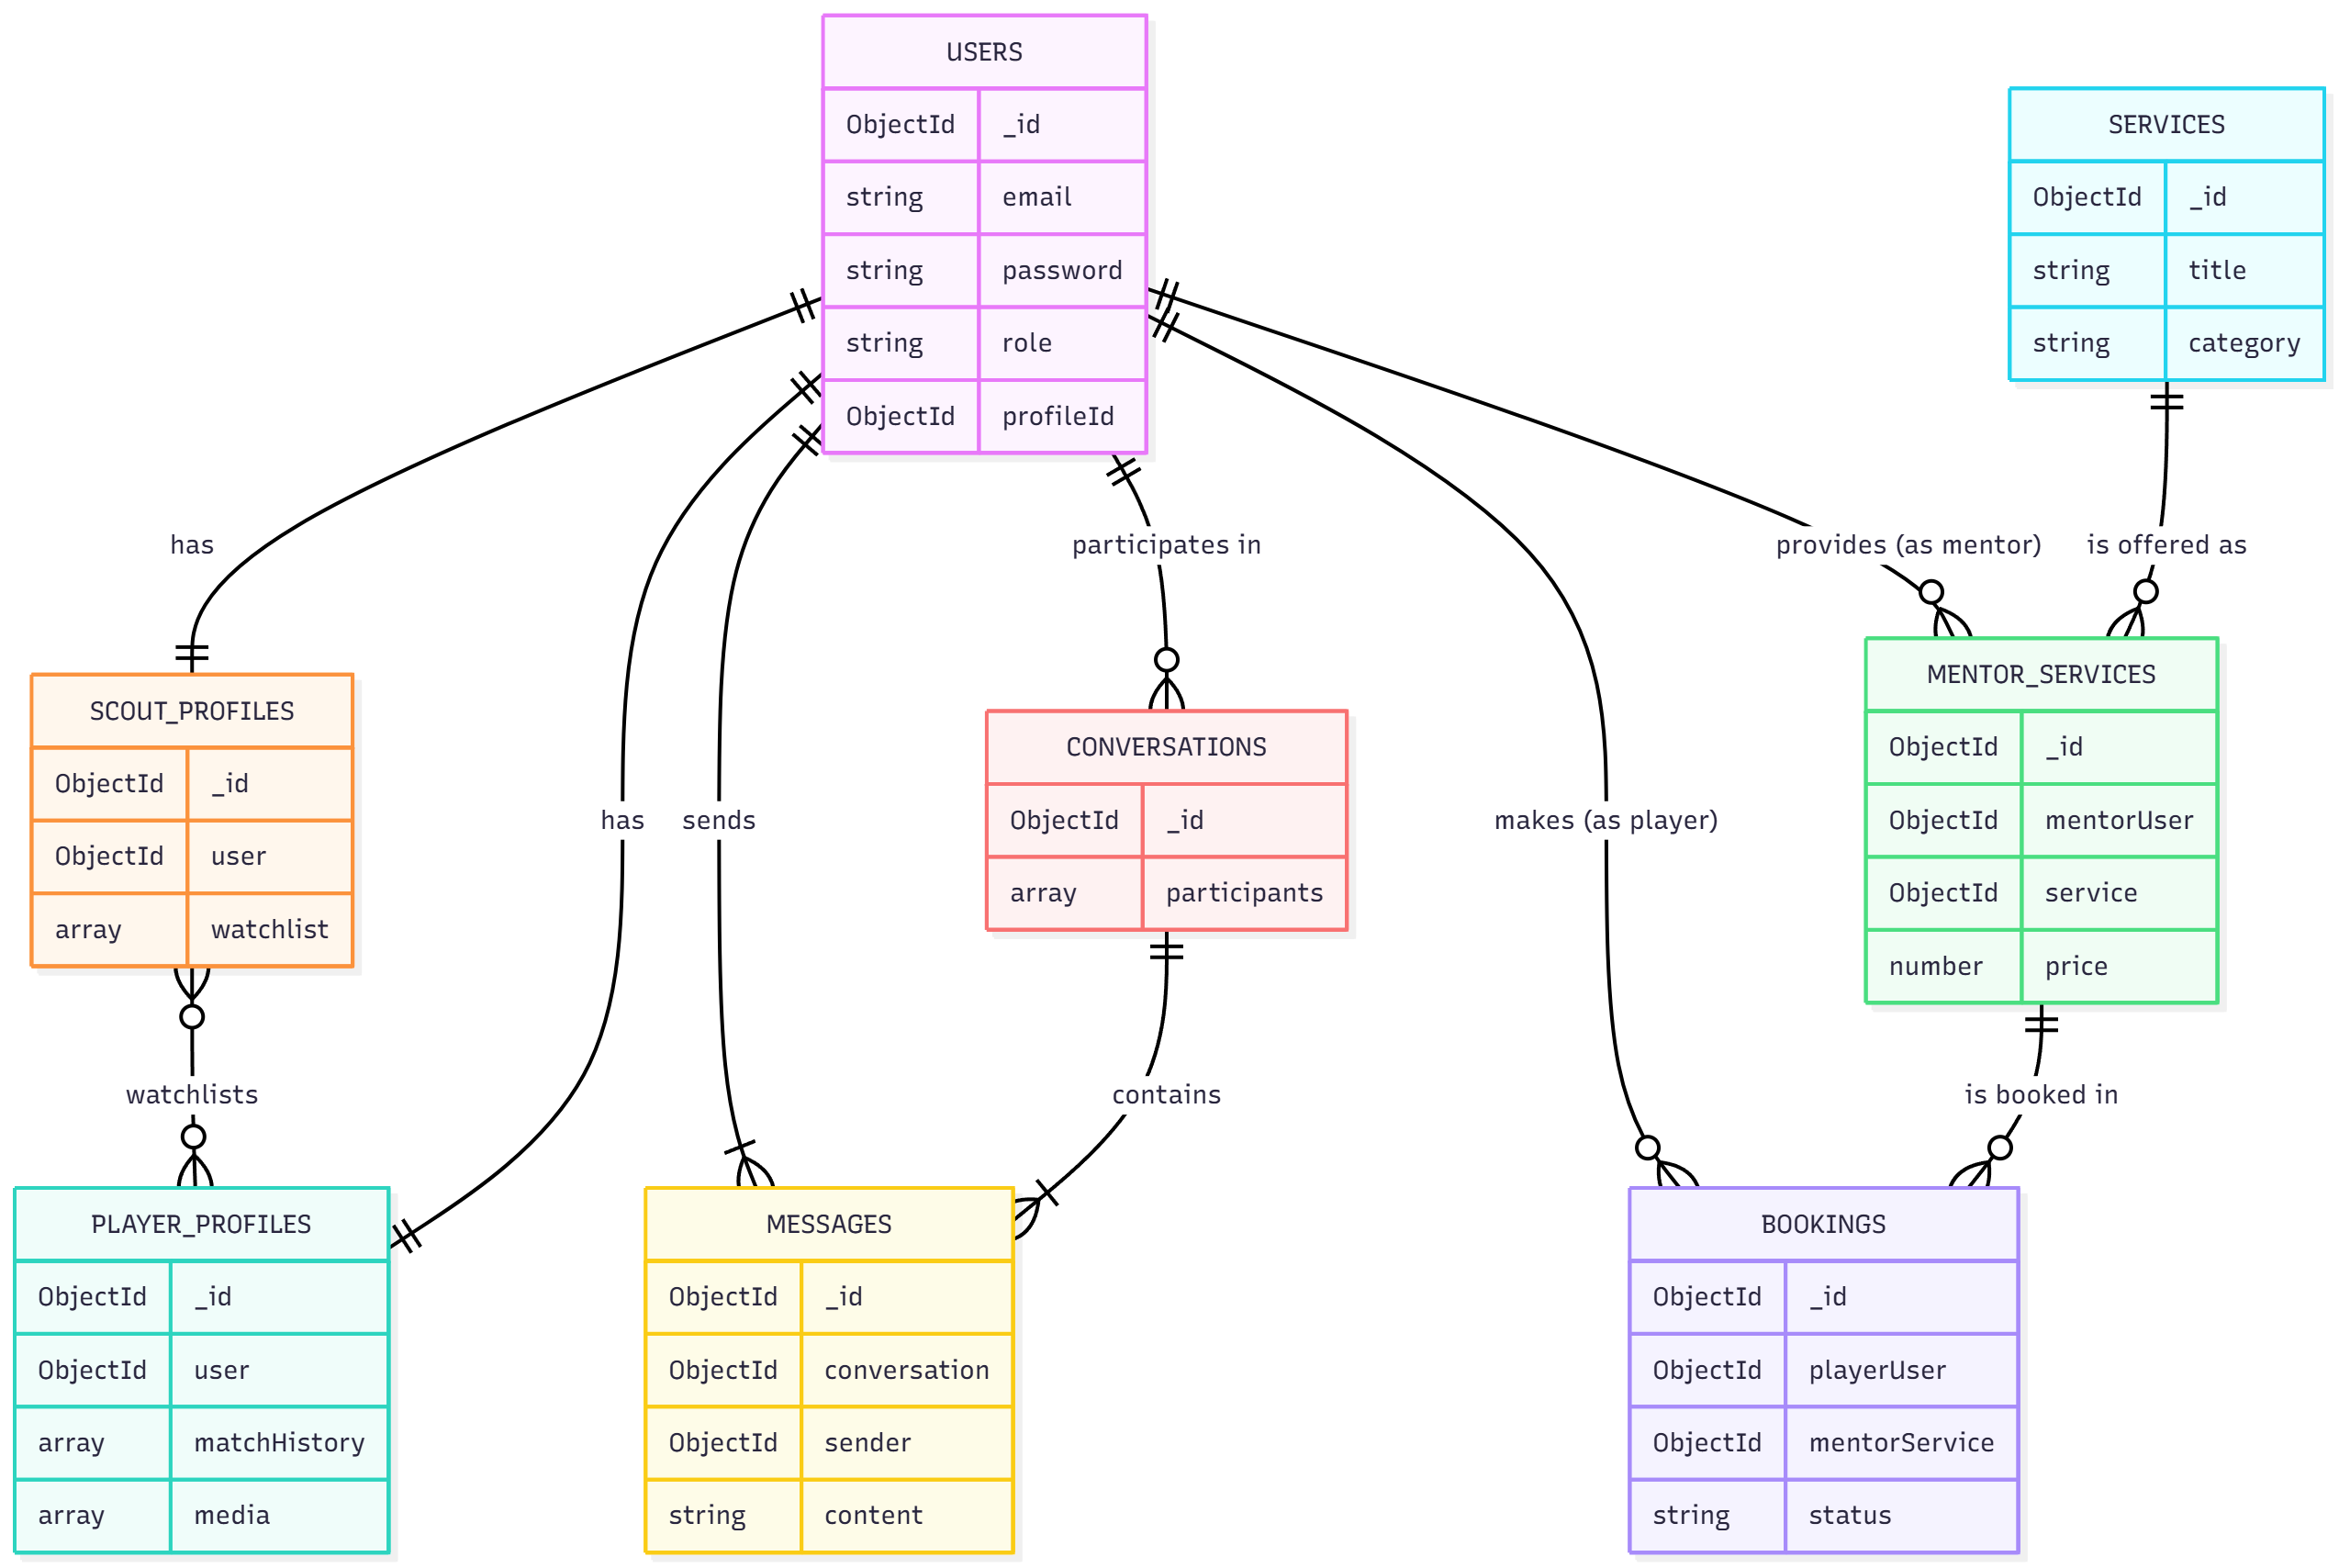 USERS
ObjectId _id
string email
string password
string role
ObjectId profileId
SERVICES
ObjectId _id
string title
string category
has
participates in
provides (as mentor)
is offered as
SCOUT_PROFILES
ObjectId _id
ObjectId user
array watchlist
has
sends
CONVERSATIONS
ObjectId _id
array participants
makes (as player)
MENTOR_SERVICES
ObjectId _id
ObjectId mentorUser
ObjectId service
number price
watchlists
contains
is booked in
PLAYER_PROFILES
ObjectId _id
ObjectId user
array matchHistory
array media
MESSAGES
ObjectId _id
ObjectId conversation
ObjectId sender
string content
BOOKINGS
ObjectId _id
ObjectId playerUser
ObjectId mentorService
string status